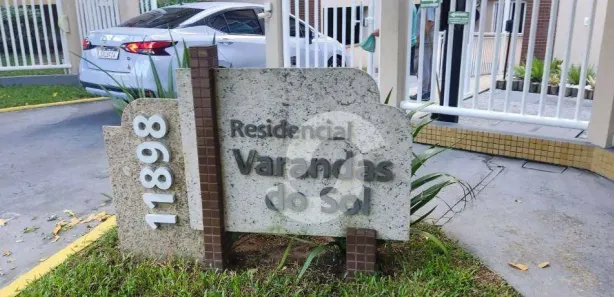 11898
Residencial
Varandas
do Sol